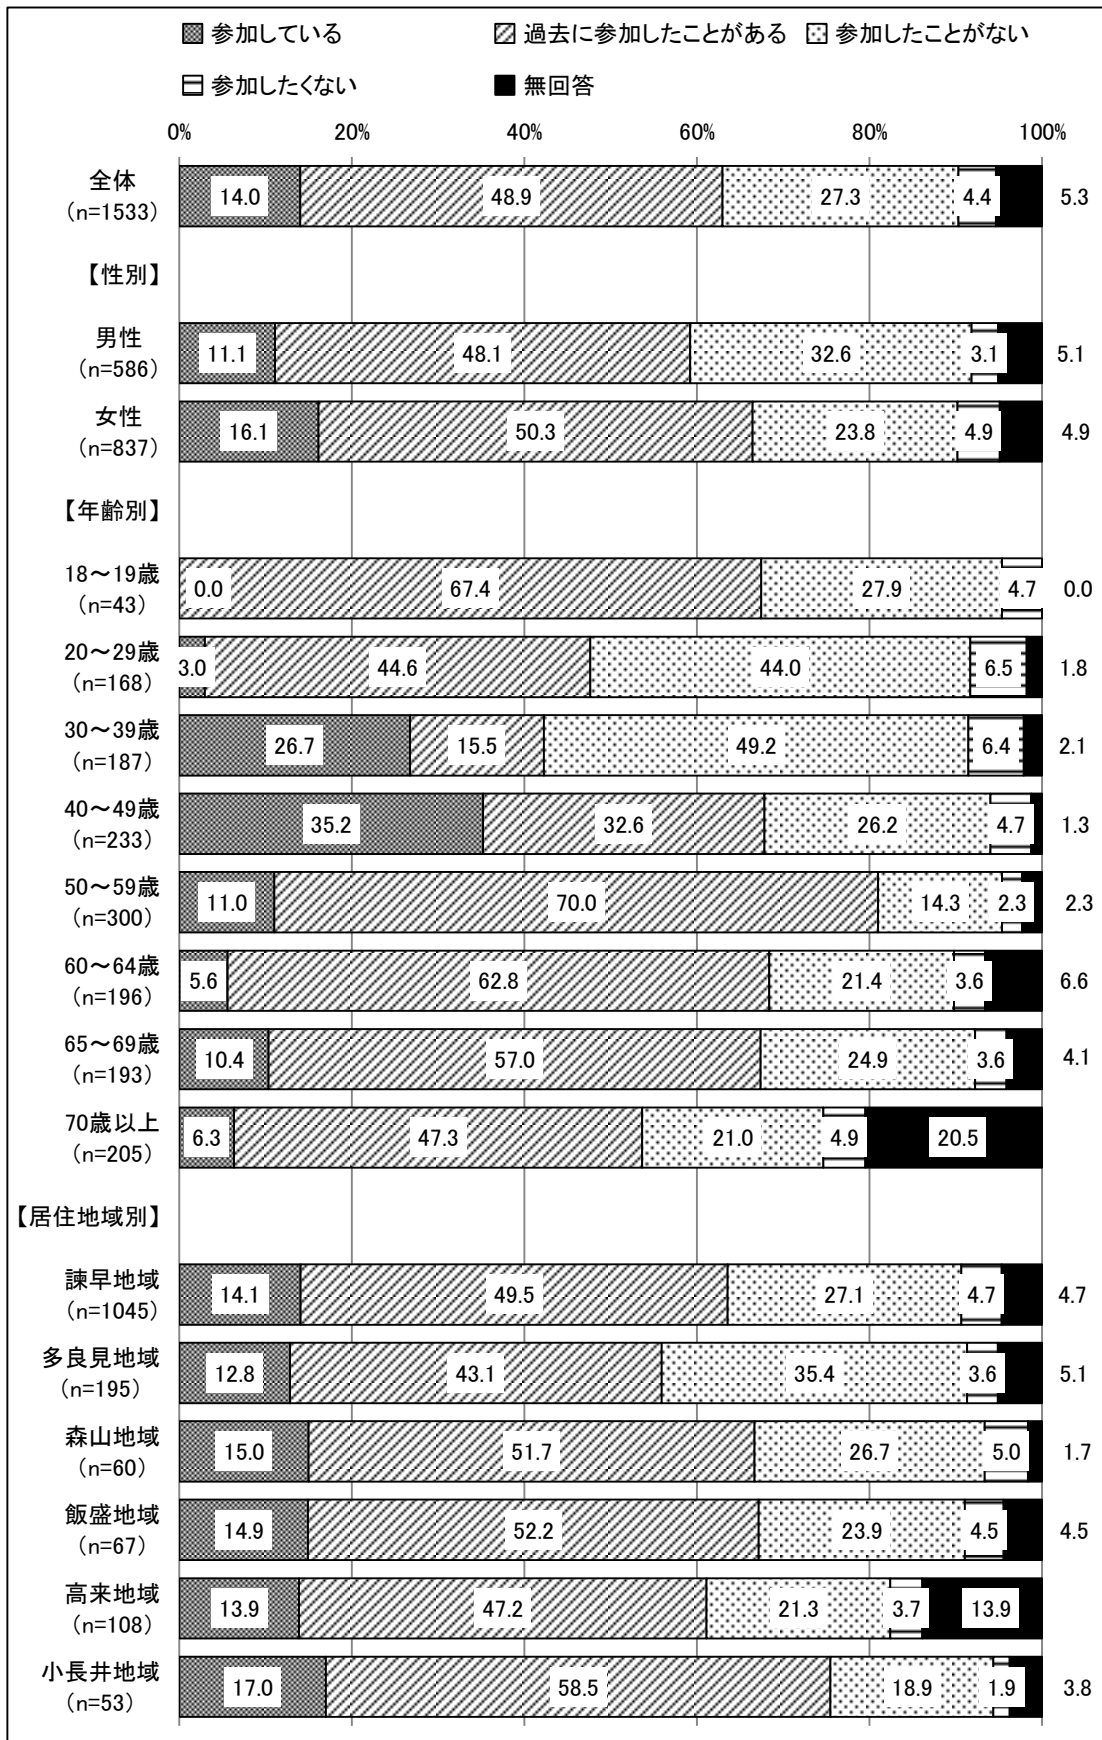 参加している 過去に参加したことがある 参加したことがない
参加したくない 無回答
0% 20% 40% 60% 80% 100%
全体
(n=1533)
14.0 48.9 27.3 4.4 5.3
【性別】
男性
(n=586)
11.1 48.1 32.6 3.1 5.1
女性
(n=837)
16.1 50.3 23.8 4.9 4.9
【年齢別】
18～19歳
(n=43)
0.0 67.4 27.9 4.7 0.0
20～29歳
(n=168)
3.0 44.6 44.0 6.5 1.8
30～39歳
(n=187)
26.7 15.5 49.2 6.4 2.1
40～49歳
(n=233)
35.2 32.6 26.2 4.7 1.3
50～59歳
(n=300)
11.0 70.0 14.3 2.3 2.3
60～64歳
(n=196)
5.6 62.8 21.4 3.6 6.6
65～69歳
(n=193)
10.4 57.0 24.9 3.6 4.1
70歳以上
(n=205)
6.3 47.3 21.0 4.9 20.5
【居住地域別】
諫早地域
(n=1045)
14.1 49.5 27.1 4.7 4.7
多良見地域
(n=195)
12.8 43.1 35.4 3.6 5.1
森山地域
(n=60)
15.0 51.7 26.7 5.0 1.7
飯盛地域
(n=67)
14.9 52.2 23.9 4.5 4.5
高来地域
(n=108)
13.9 47.2 21.3 3.7 13.9
小長井地域
(n=53)
17.0 58.5 18.9 1.9 3.8